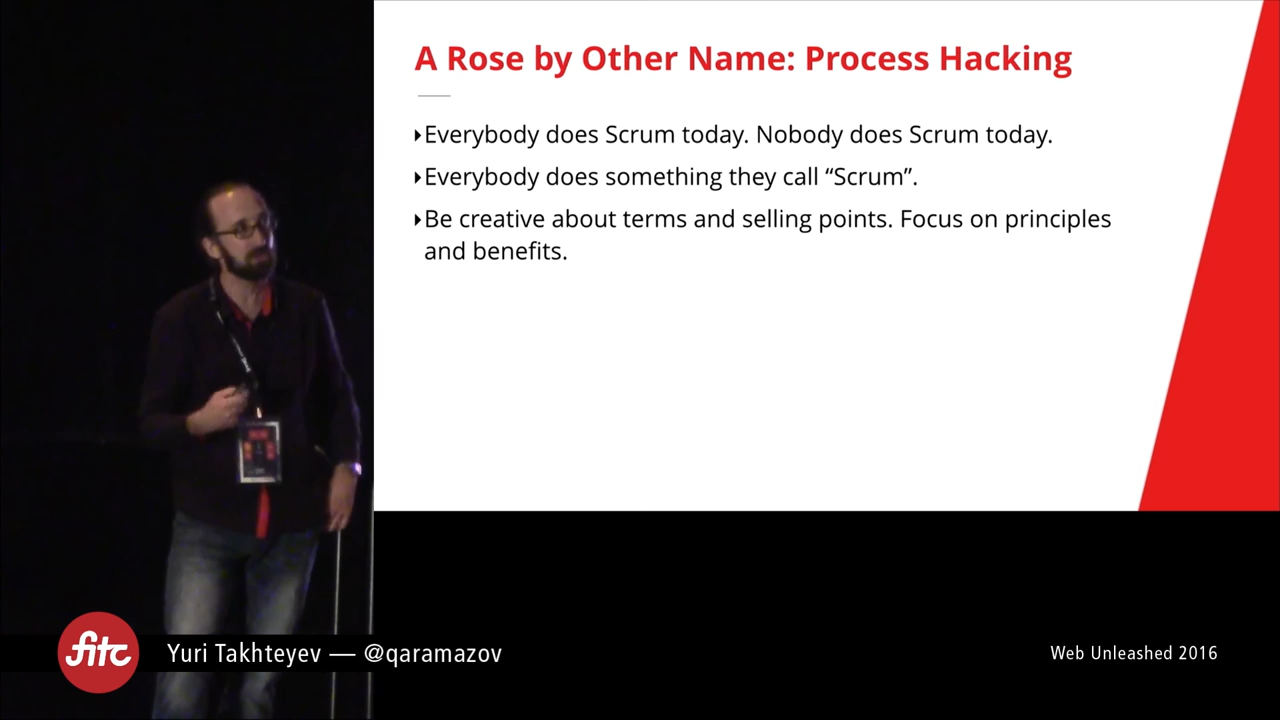 A Rose by Other Name: Process Hacking
Everybody does Scrum today. Nobody does Scrum today.
Everybody does something they call “Scrum”.
Be creative about terms and selling points. Focus on principles
and benefits.
fitc
Yuri Takhteyev — @qaramazov
Web Unleashed 2016